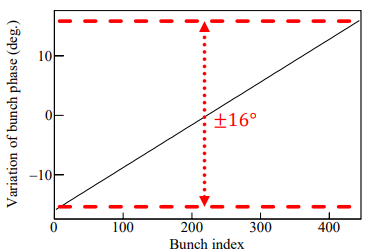 Variation of bunch phase (deg.)
10
0
−10
±16°
0 100 200 300 400
Bunch index